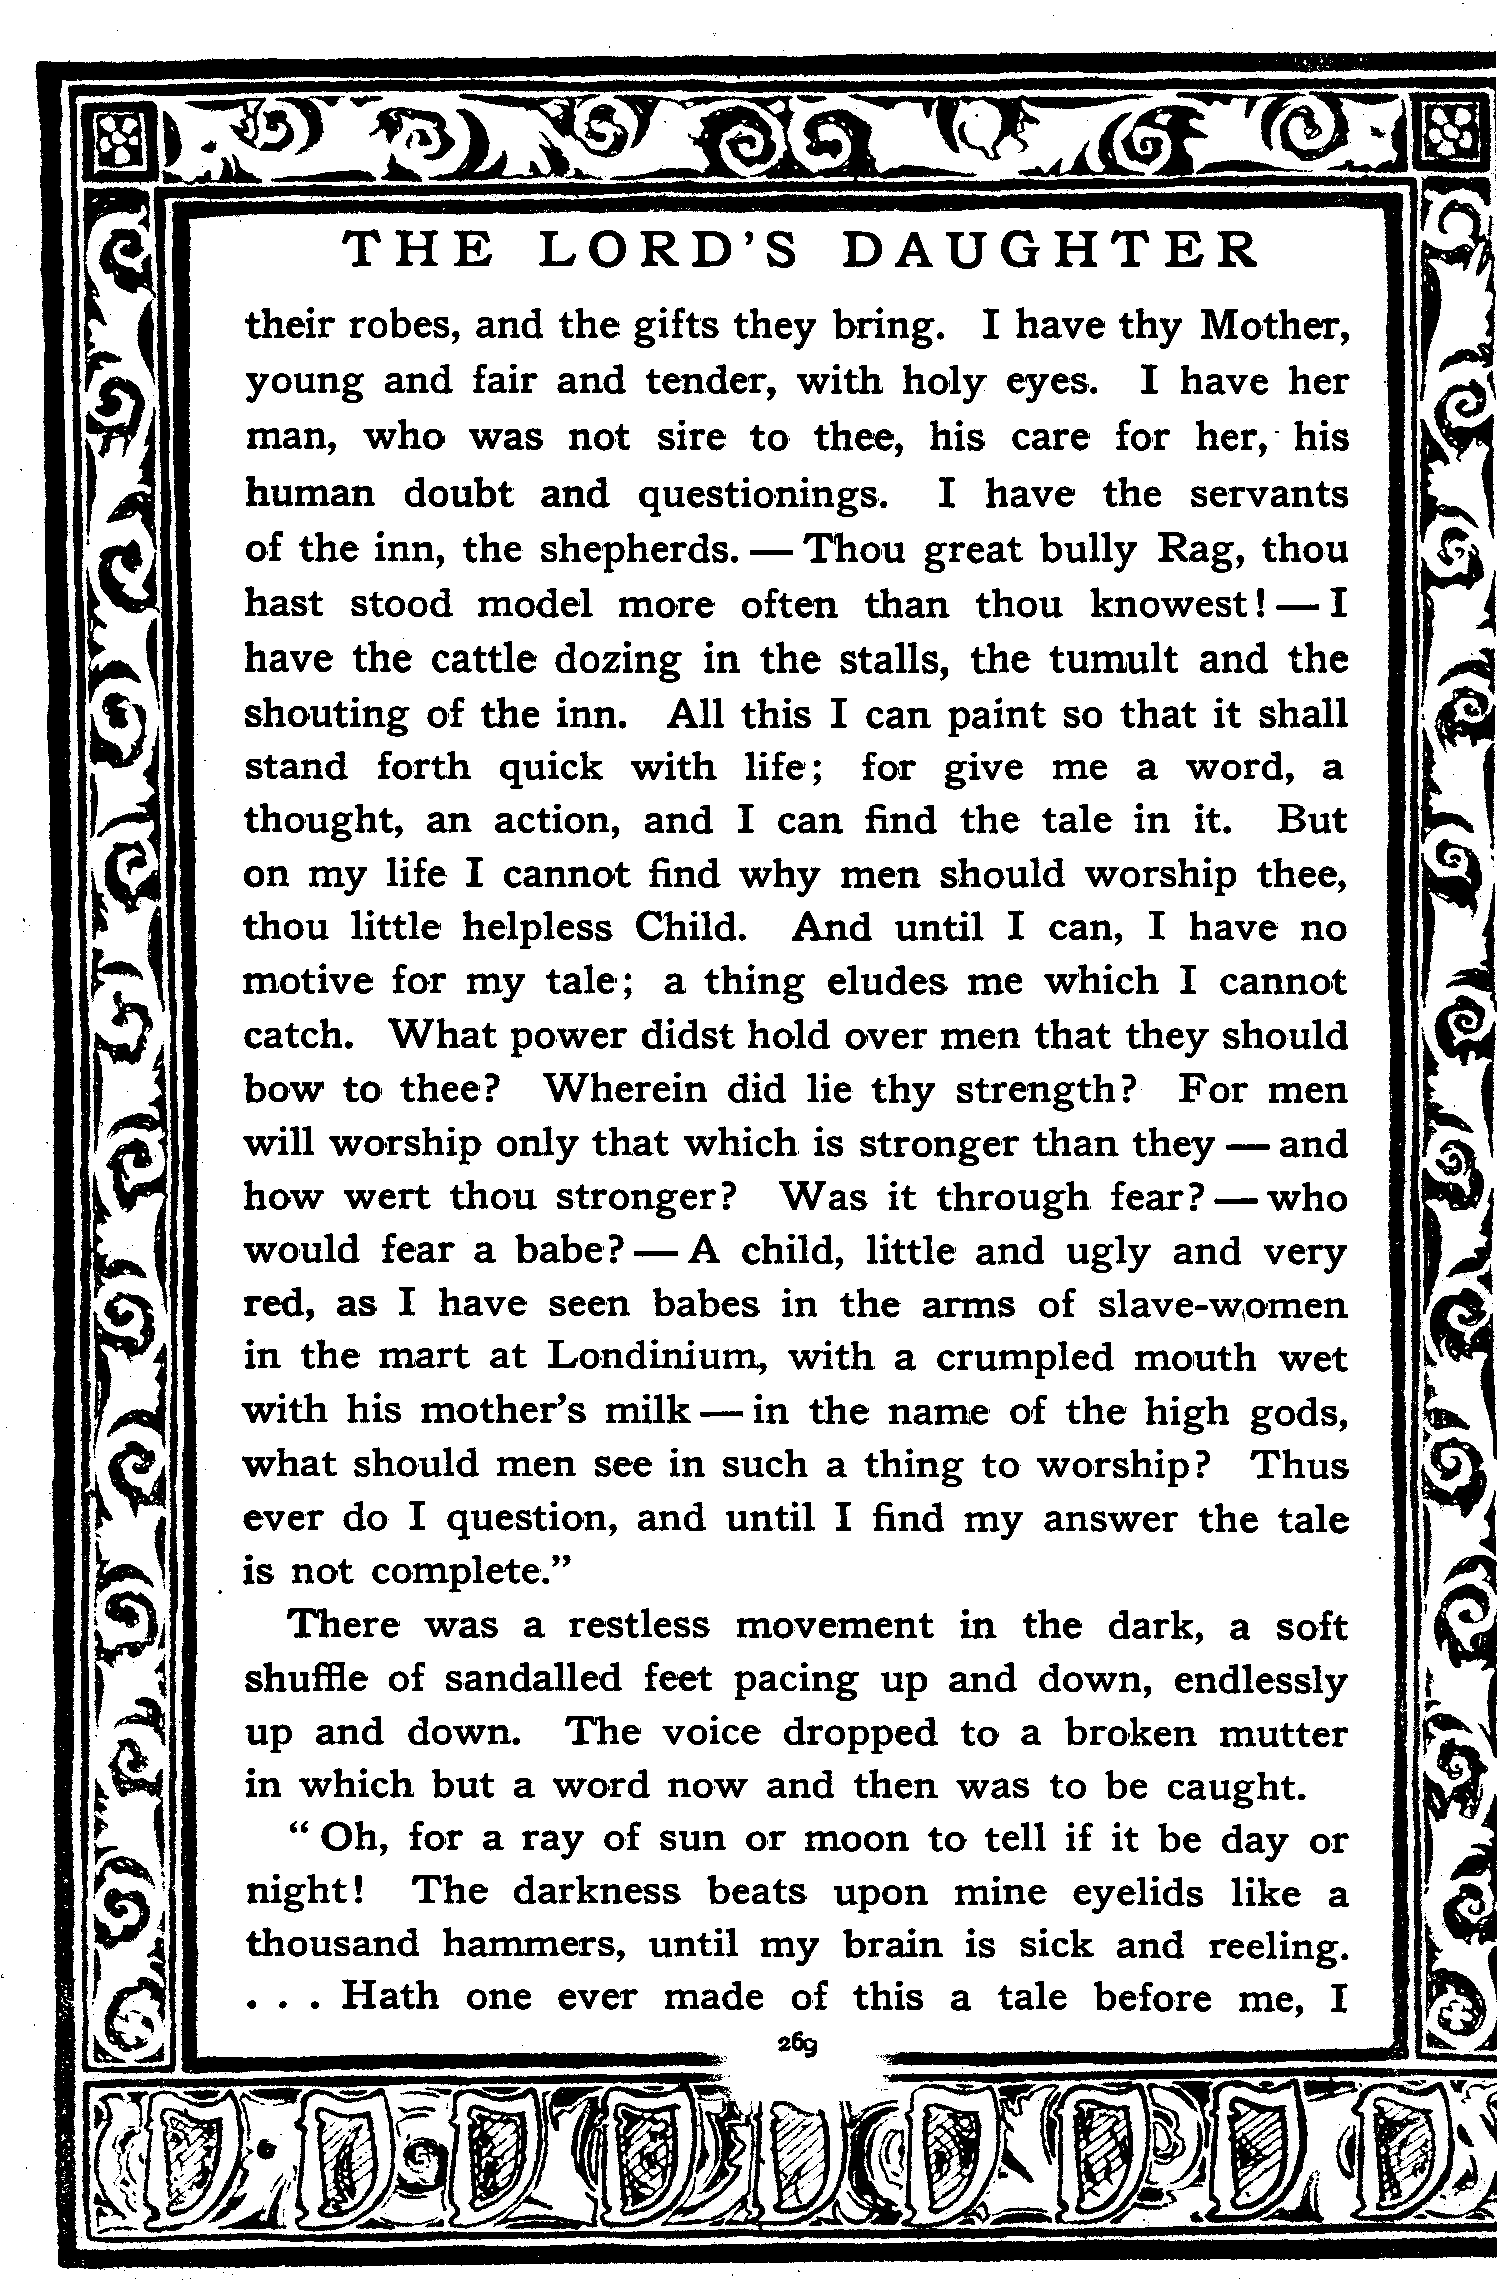 THE LORD'S DAUGHTER
their robes, and the gifts they bring. I have thy Mother,
young and fair and tender, with holy eyes. I have her
man, who was not sire to thee, his care for her, his
human doubt and questionings. I have the servants
of the inn, the shepherds. — Thou great bully Rag, thou
hast stood model more often than thou knowest! — I
have the cattle dozing in the stalls, the tumult and the
shouting of the inn. All this I can paint so that it shall
stand forth quick with life; for give me a word, a
thought, an action, and I can find the tale in it. But
on my life I cannot find why men should worship thee,
thou little helpless Child. And until I can, I have no
motive for my tale; a thing eludes me which I cannot
catch. What power didst hold over men that they should
bow to thee? Wherein did lie thy strength? For men
will worship only that which is stronger than they — and
how wert thou stronger? Was it through fear? — who
would fear a babe? — A child, little and ugly and very
red, as I have seen babes in the arms of slave-women
in the mart at Londinium, with a crumpled mouth wet
with his mother's milk — in the name of the high gods,
what should men see in such a thing to worship? Thus
ever do I question, and until I find my answer the tale
is not complete."
There was a restless movement in the dark, a soft
shuffle of sandalled feet pacing up and down, endlessly
up and down. The voice dropped to a broken mutter
in which but a word now and then was to be caught.
"Oh, for a ray of sun or moon to tell if it be day or
night! The darkness beats upon mine eyelids like a
thousand hammers, until my brain is sick and reeling.
. . . Hath one ever made of this a tale before me, I
269